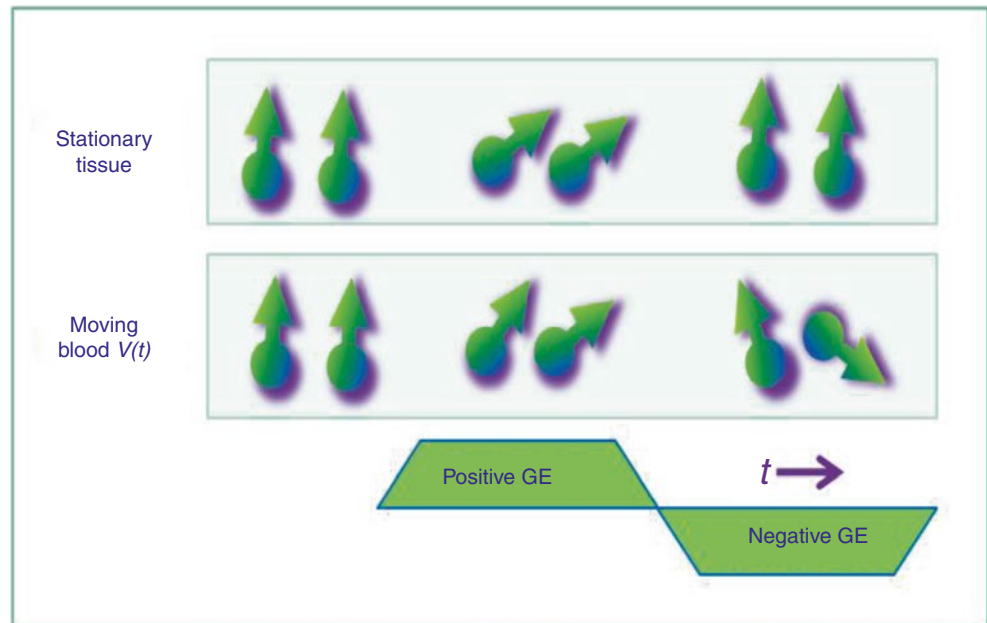 Stationary
tissue
Moving
blood V(t)
Positive GE
t
Negative GE